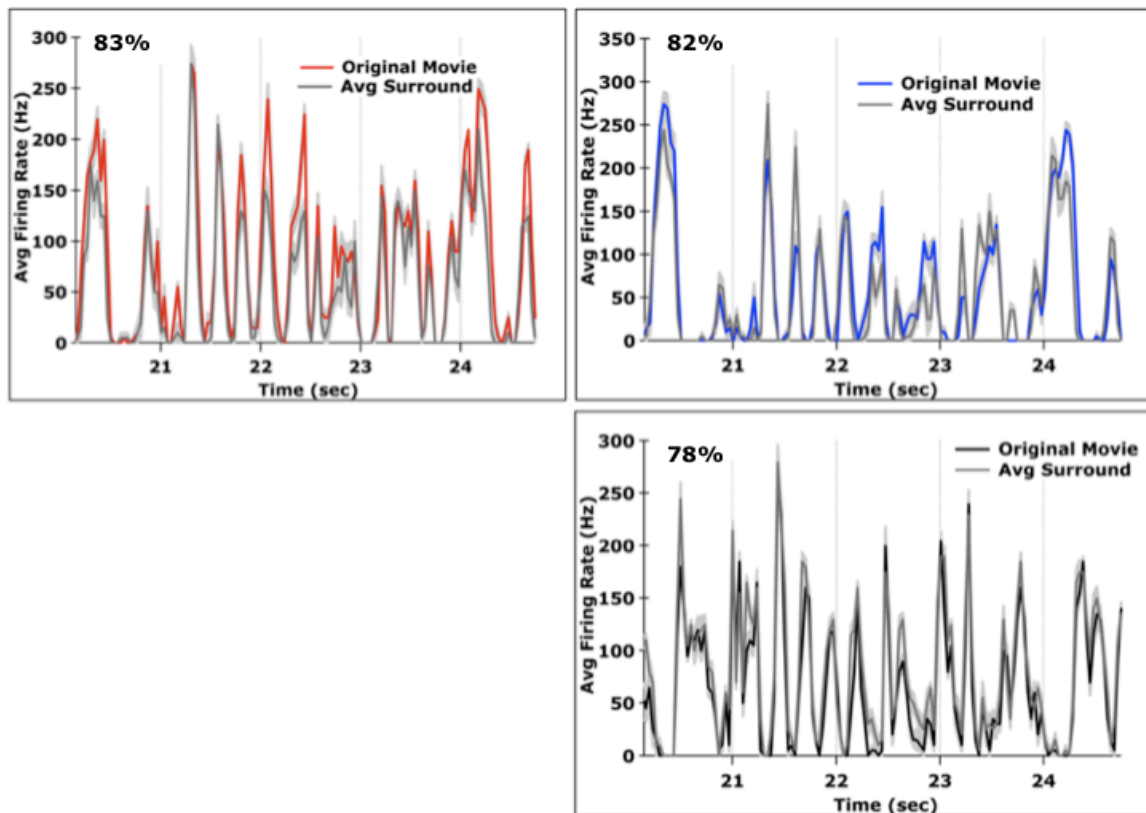 83%
Original Movie
Avg Surround
Avg Firing Rate (Hz)
300
250
200
150
100
50
0
21 22 23 24
Time (sec)
82%
Original Movie
Avg Surround
Avg Firing Rate (Hz)
350
300
250
200
150
100
50
0
21 22 23 24
Time (sec)
78%
Original Movie
Avg Surround
Avg Firing Rate (Hz)
300
250
200
150
100
50
0
21 22 23 24
Time (sec)